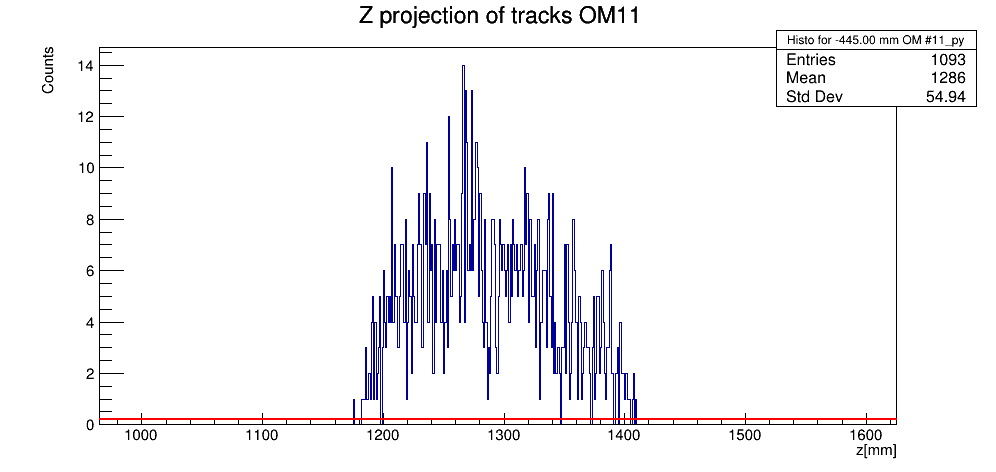 Z projection of tracks OM11
Histo for -445.00 mm OM #11_py
Entries 1093
Mean 1286
Std Dev 54.94
Counts
14
12
10
8
6
4
2
0
1000 1100 1200 1300 1400 1500 1600
z[mm]